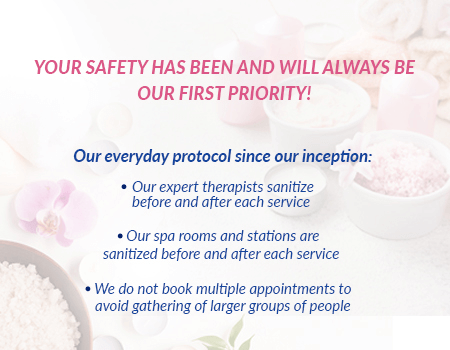 YOUR SAFETY HAS BEEN AND WILL ALWAYS BE
OUR FIRST PRIORITY!
Our everyday protocol since our inception:
• Our expert therapists sanitize
before and after each service
• Our spa rooms and stations are
sanitized before and after each service
• We do not book multiple appointments to
avoid gathering of larger groups of people